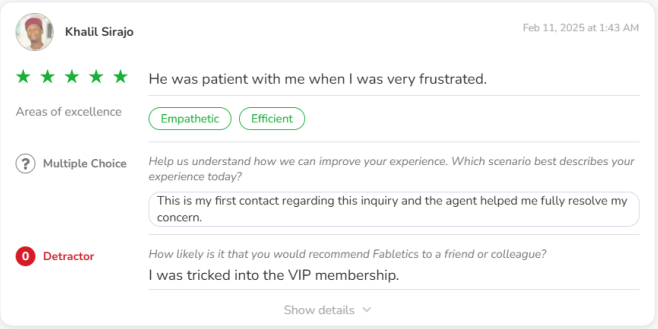 Khalil Sirajo
Feb 11, 2025 at 1:43 AM
He was patient with me when I was very frustrated.
Areas of excellence
Empathetic
Efficient
? Multiple Choice
Help us understand how we can improve your experience. Which scenario best describes your
experience today?
This is my first contact regarding this inquiry and the agent helped me fully resolve my
concern.
0 Detractor
How likely is it that you would recommend Fabletics to a friend or colleague?
I was tricked into the VIP membership.
Show details